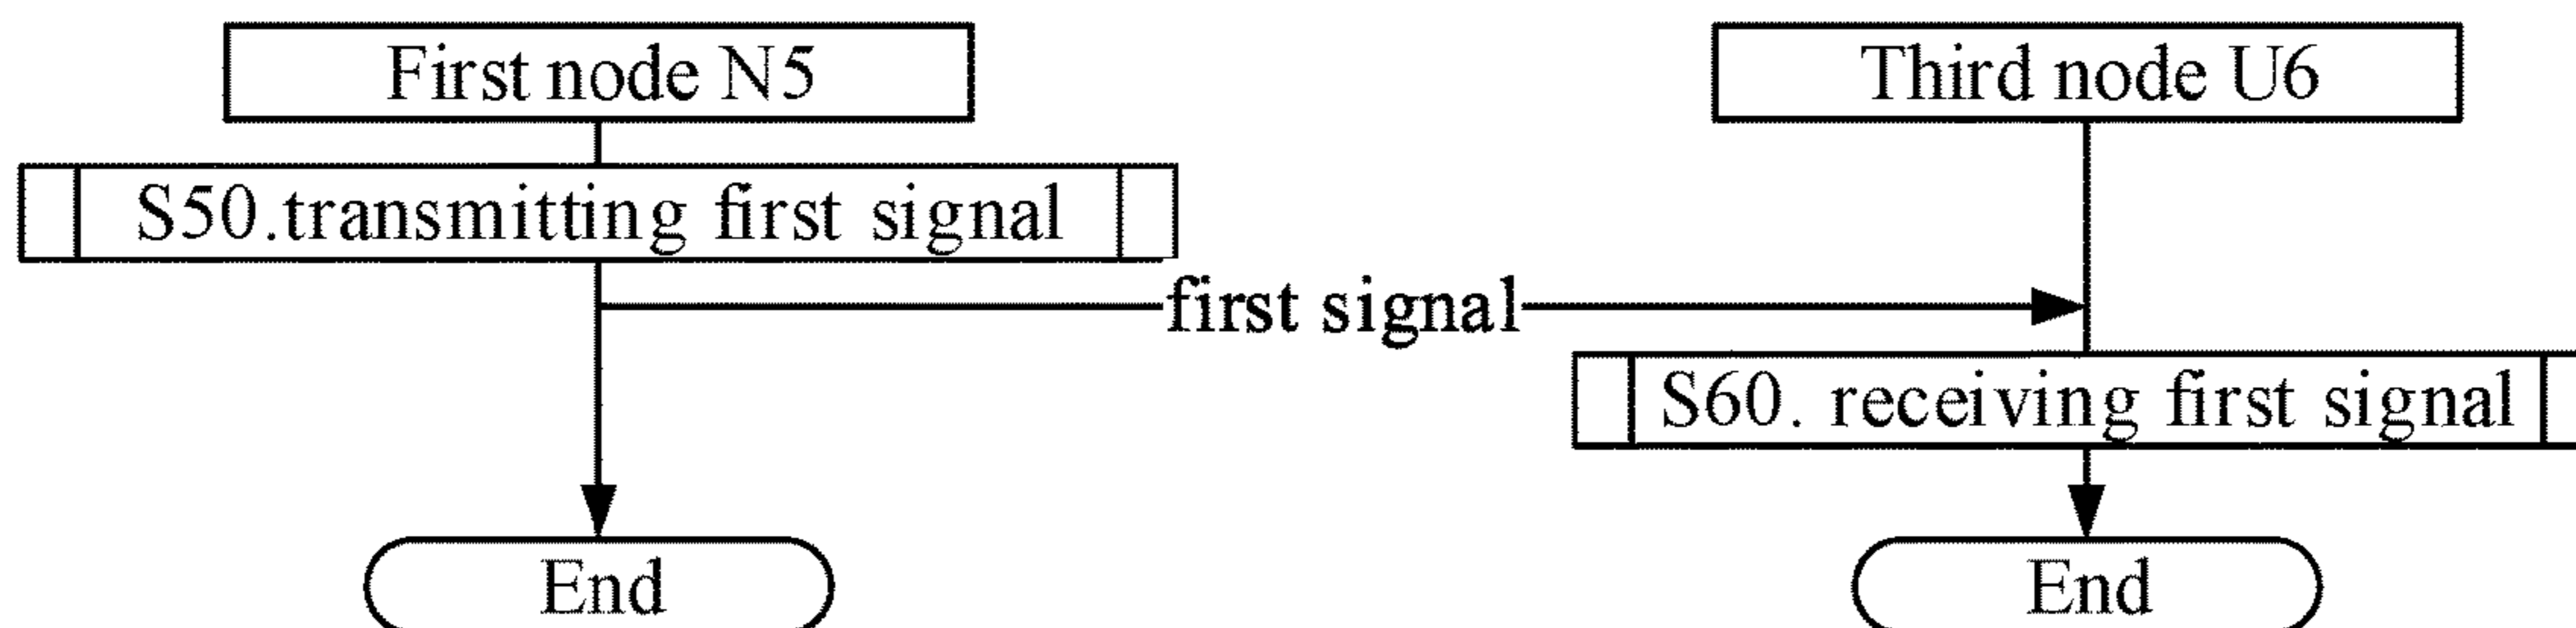 First node N5
Third node U6
S50.transmitting first signal
first signal
S60. receiving first signal
End
End